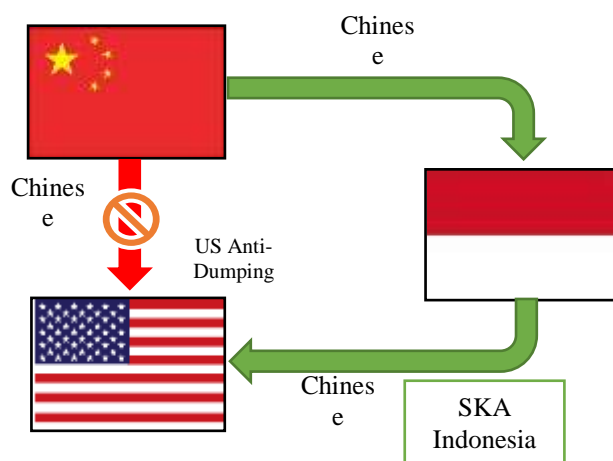 Chines
e
Chines
e
US Anti-
Dumping
Chines
e
SKA
Indonesia